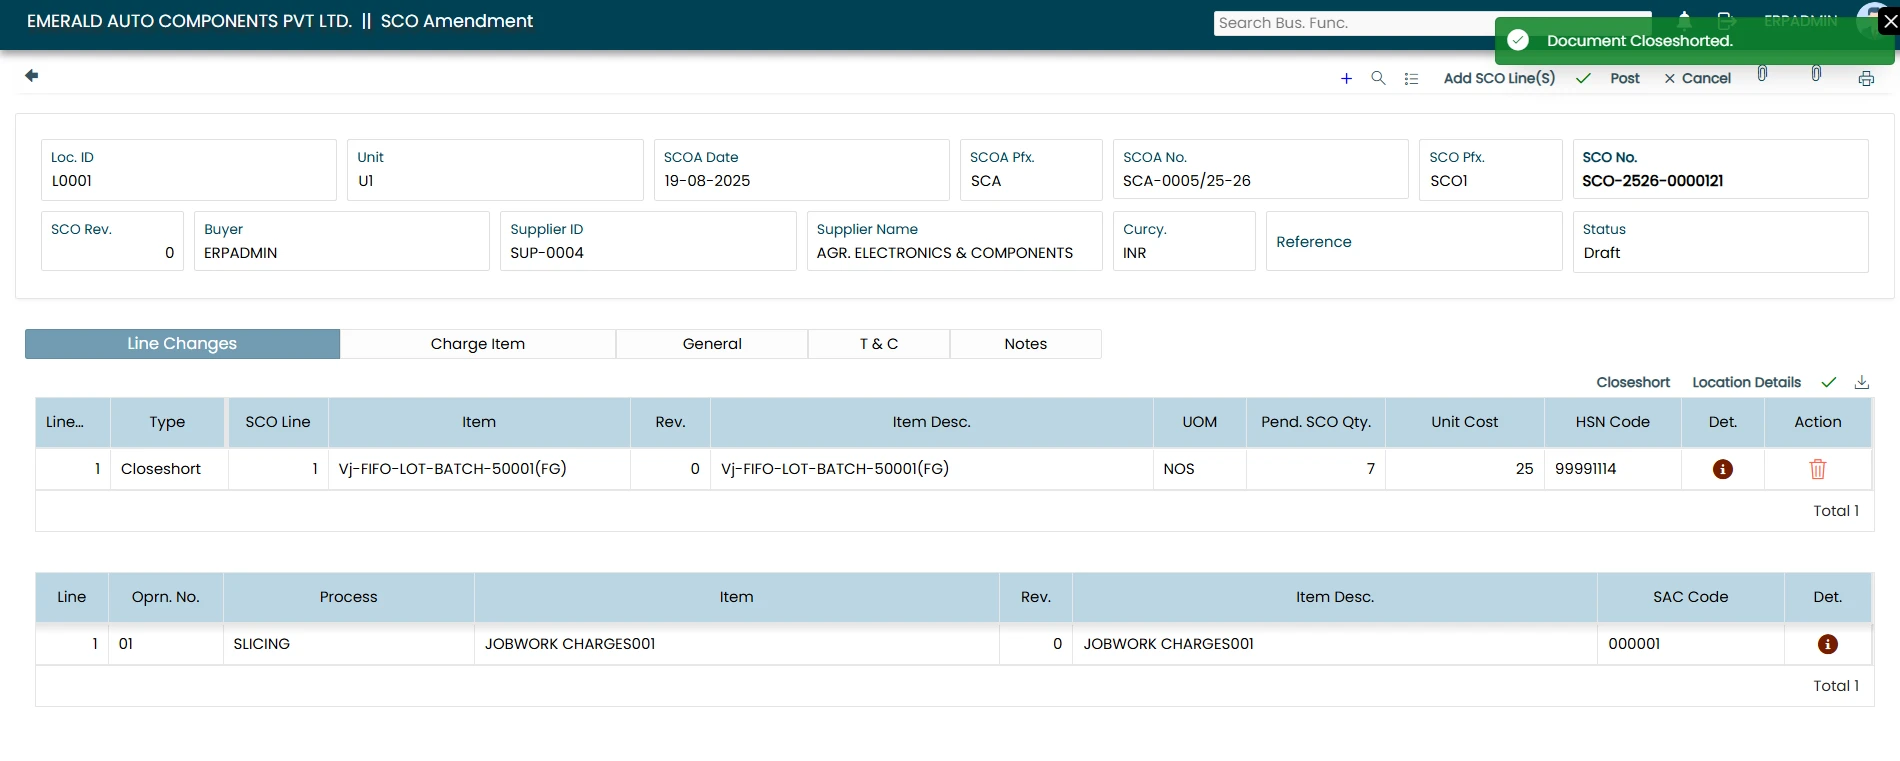 EMERALD AUTO COMPONENTS PVT LTD. || SCO Amendment
Search Bus. Func.
ERPADMIN
Document Closeshorted.
Add SCO Line(S)
Post
Cancel
Loc. ID
L0001
Unit
U1
SCOA Date
19-08-2025
SCOA Pfx.
SCA
SCOA No.
SCA-0005/25-26
SCO Pfx.
SCO1
SCO No.
SCO-2526-0000121
SCO Rev.
0
Buyer
ERPADMIN
Supplier ID
SUP-0004
Supplier Name
AGR. ELECTRONICS & COMPONENTS
Curcy.
INR
Reference
Status
Draft
Line Changes
Charge Item
General
T & C
Notes
Closeshort
Location Details
Line... Type SCO Line Item Rev. Item Desc. UOM Pend. SCO Qty. Unit Cost HSN Code Det. Action
1 Closeshort 1 Vj-FIFO-LOT-BATCH-50001(FG) 0 Vj-FIFO-LOT-BATCH-50001(FG) NOS 7 25 99991114
Total 1
Line Oprn. No. Process Item Rev. Item Desc. SAC Code Det.
1 01 SLICING JOBWORK CHARGES001 0 JOBWORK CHARGES001 000001
Total 1